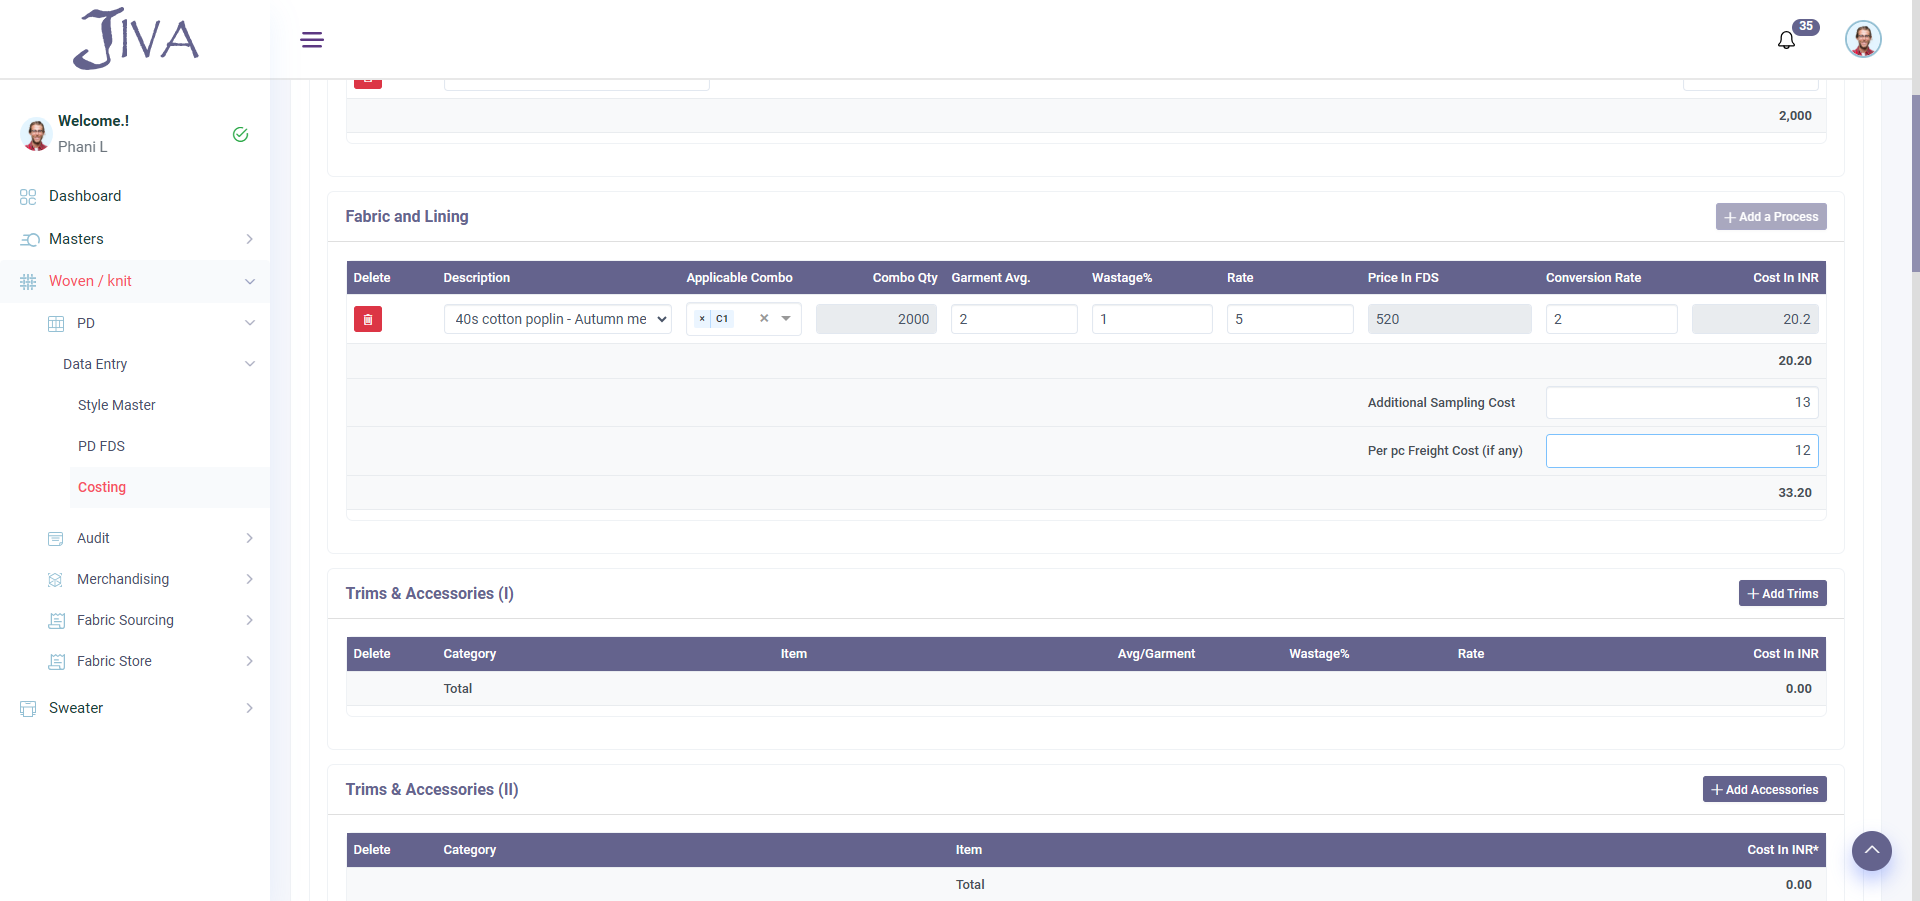 JIVA
35
Welcome.!
Phani L
Dashboard
Masters
Woven / knit
PD
Data Entry
Style Master
PD FDS
Costing
Audit
Merchandising
Fabric Sourcing
Fabric Store
Sweater
2,000
Fabric and Lining
+ Add a Process
Delete Description Applicable Combo Combo Qty Garment Avg. Wastage% Rate Price In FDS Conversion Rate Cost In INR
40s cotton poplin - Autumn me × C1 × 2000 2 1 5 520 2 20.2
20.20
Additional Sampling Cost 13
Per pc Freight Cost (if any) 12
33.20
Trims & Accessories (I)
+ Add Trims
Delete Category Item Avg/Garment Wastage% Rate Cost In INR
Total 0.00
Trims & Accessories (II)
+ Add Accessories
Delete Category Item Cost In INR*
Total 0.00